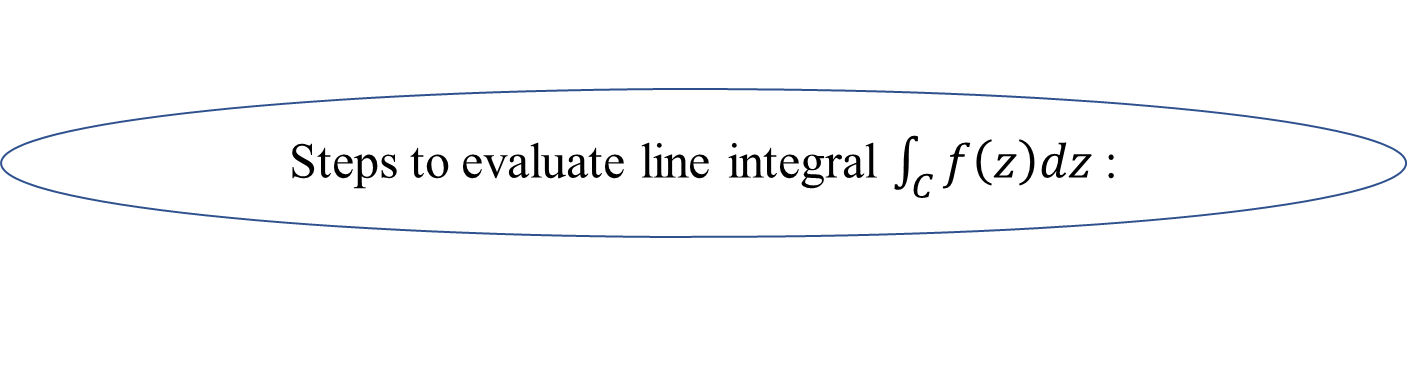 Steps to evaluate line integral ∫_C f(z)dz :